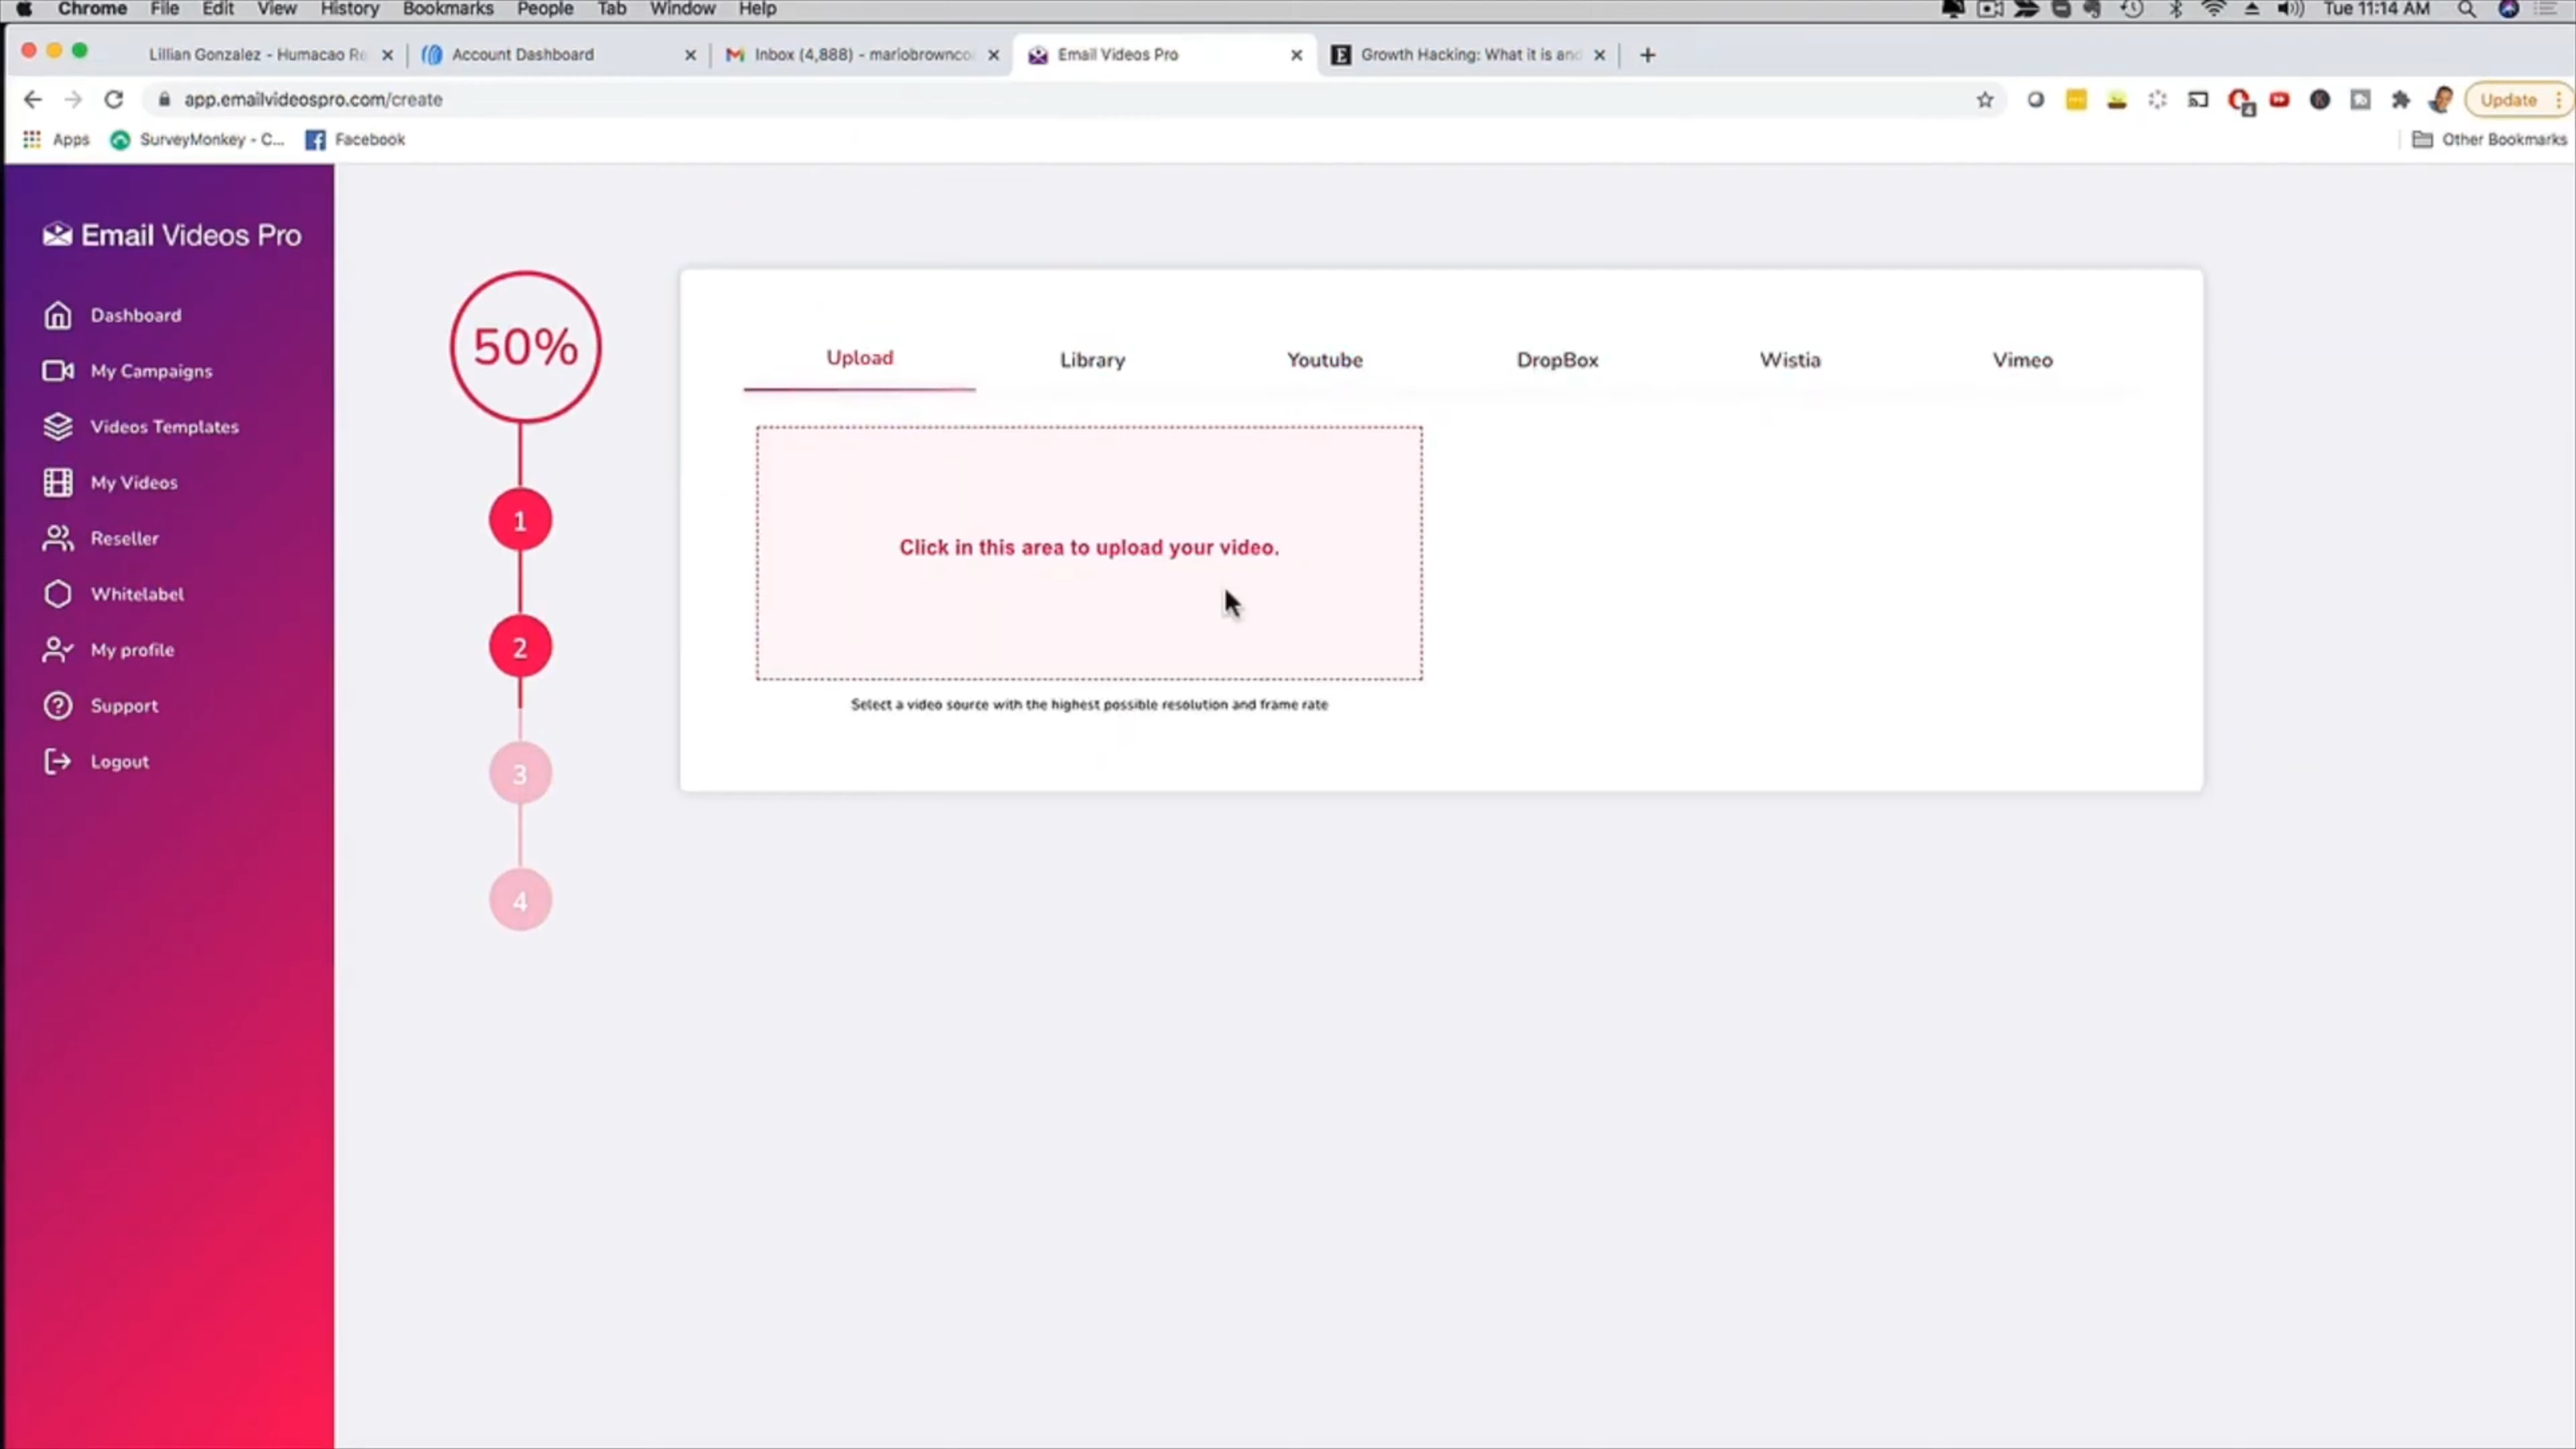 Chrome File Edit View History Bookmarks People Tab Window Help Tue 11:14 AM
Lillian Gonzalez - Humacao Re Account Dashboard Inbox (4,888) - mariobrownco Email Videos Pro Growth Hacking: What it is and
app.emailvideospro.com/create Update
Apps SurveyMonkey - C... Facebook Other Bookmarks
Email Videos Pro
Dashboard
My Campaigns
Videos Templates
My Videos
Reseller
Whitelabel
My profile
Support
Logout
50%
1
2
3
4
Upload Library Youtube DropBox Wistia Vimeo
Click in this area to upload your video.
Select a video source with the highest possible resolution and frame rate